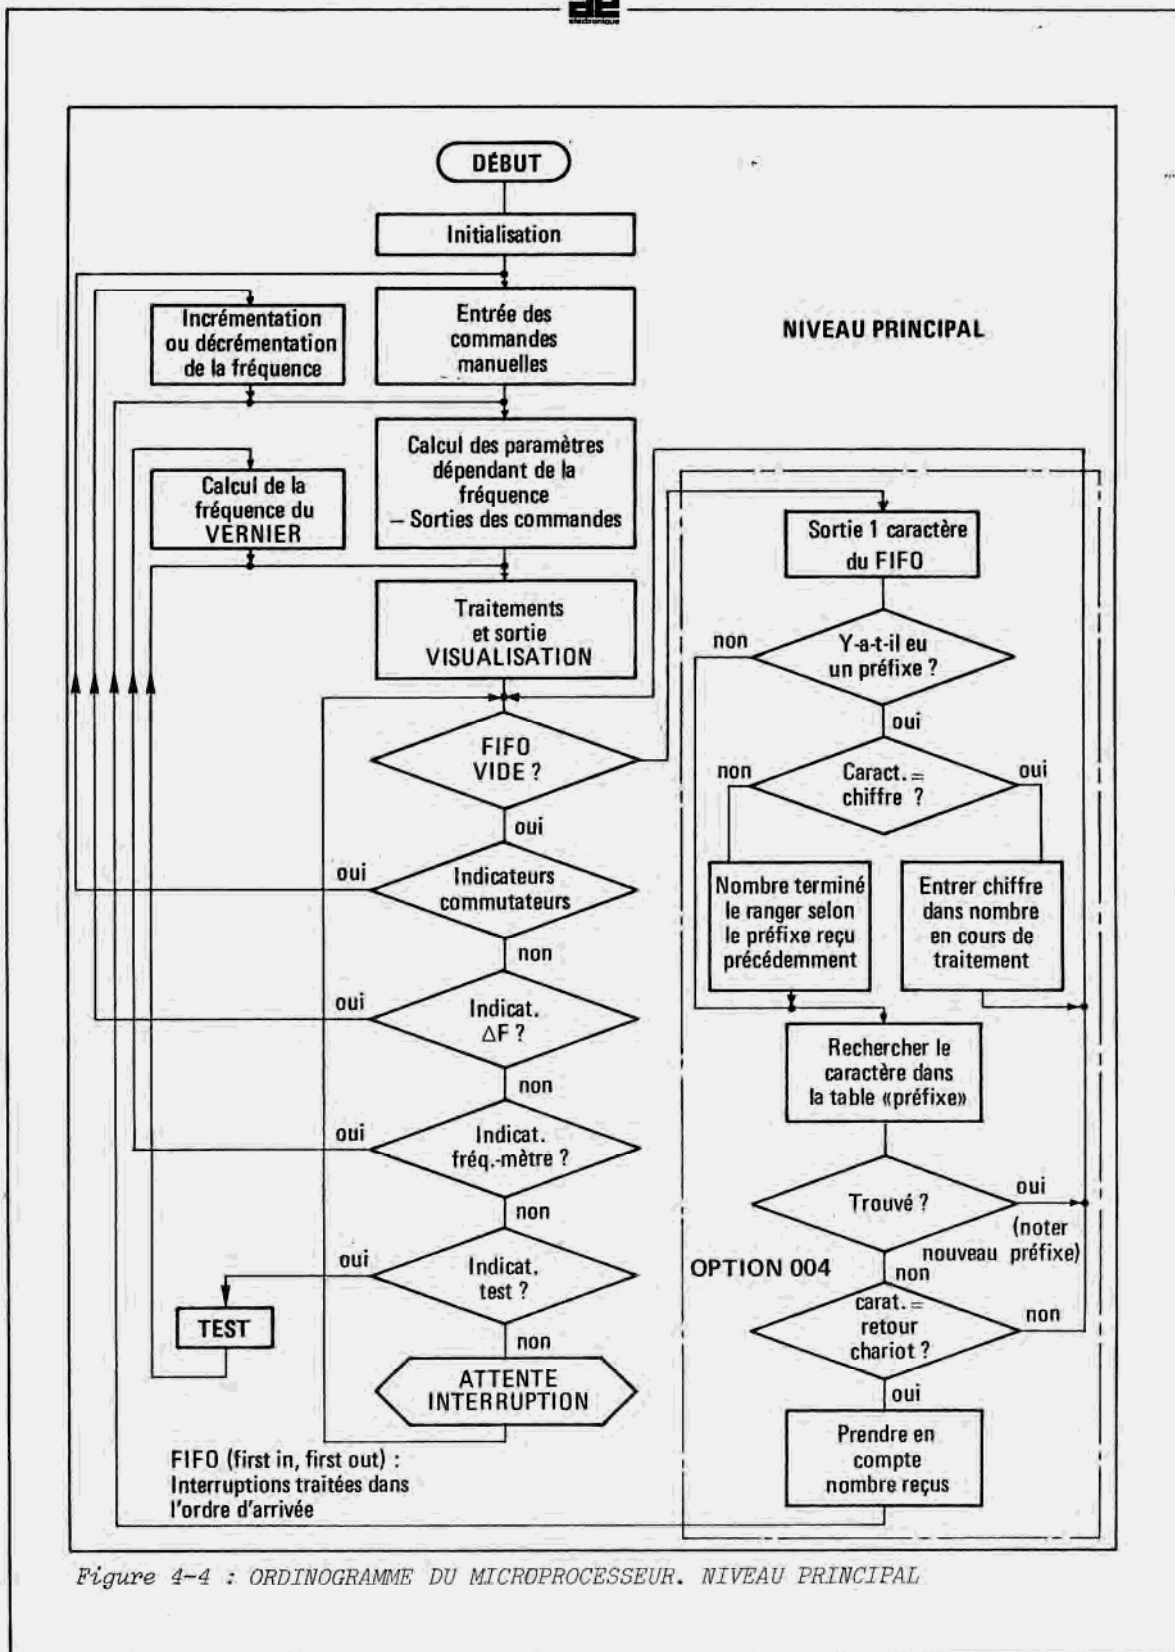 électronique
DÉBUT
Initialisation
Entrée des
commandes
manuelles
Incrémentation
ou décrémentation
de la fréquence
NIVEAU PRINCIPAL
Calcul des paramètres
dépendant de la
fréquence
– Sorties des commandes
Calcul de la
fréquence du
VERNIER
Traitements
et sortie
VISUALISATION
FIFO
VIDE ?
oui
oui
Indicateurs
commutateurs
non
oui
Indicat.
ΔF ?
non
oui
Indicat.
fréq.-mètre ?
non
oui
Indicat.
test ?
non
TEST
ATTENTE
INTERRUPTION
FIFO (first in, first out) :
Interruptions traitées dans
l'ordre d'arrivée
Sortie 1 caractère
du FIFO
non
Y-a-t-il eu
un préfixe ?
oui
non
Caract. =
chiffre ?
oui
Nombre terminé
le ranger selon
le préfixe reçu
précédemment
Entrer chiffre
dans nombre
en cours de
traitement
Rechercher le
caractère dans
la table «préfixe»
Trouvé ?
oui
(noter
nouveau préfixe)
OPTION 004
non
carat. =
retour
chariot ?
non
oui
Prendre en
compte
nombre reçus
Figure 4-4 : ORDINOGRAMME DU MICROPROCESSEUR. NIVEAU PRINCIPAL